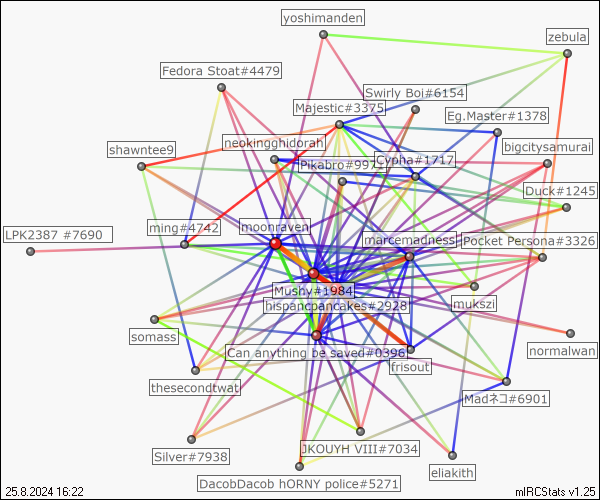 yoshimanden
zebula
Fedora Stoat#4479
Swirly Boi#6154
Majestic#3375
Eg.Master#1378
neokingghidorah
bigcitysamurai
shawntee9
Pikabro#9971
Cypha#1717
Duck#1245
ming#4742
moonraven
LPK2387 #7690
marcemadness
Pocket Persona#3326
Mushy#1984
hispancpancakes#2928
mukszi
somass
normalwan
Can anything be saved#0396
frisout
thesecondtwat
Madネコ#6901
JKOUYH VIII#7034
Silver#7938
eliakith
DacobDacob hORNY police#5271
25.8.2024 16:22
mIRCStats v1.25